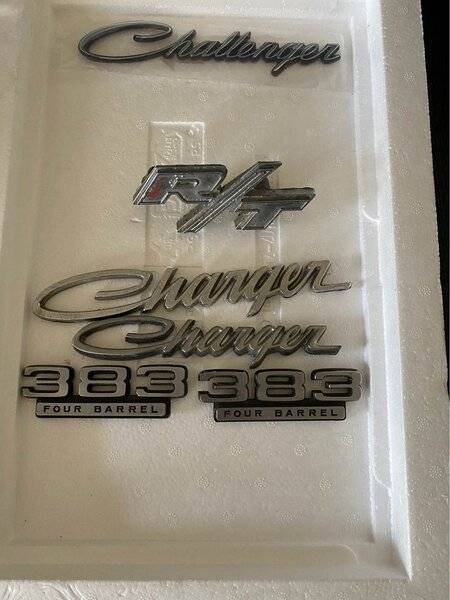 Challenger
R/T
Charger
Charger
383 383
FOUR BARREL FOUR BARREL